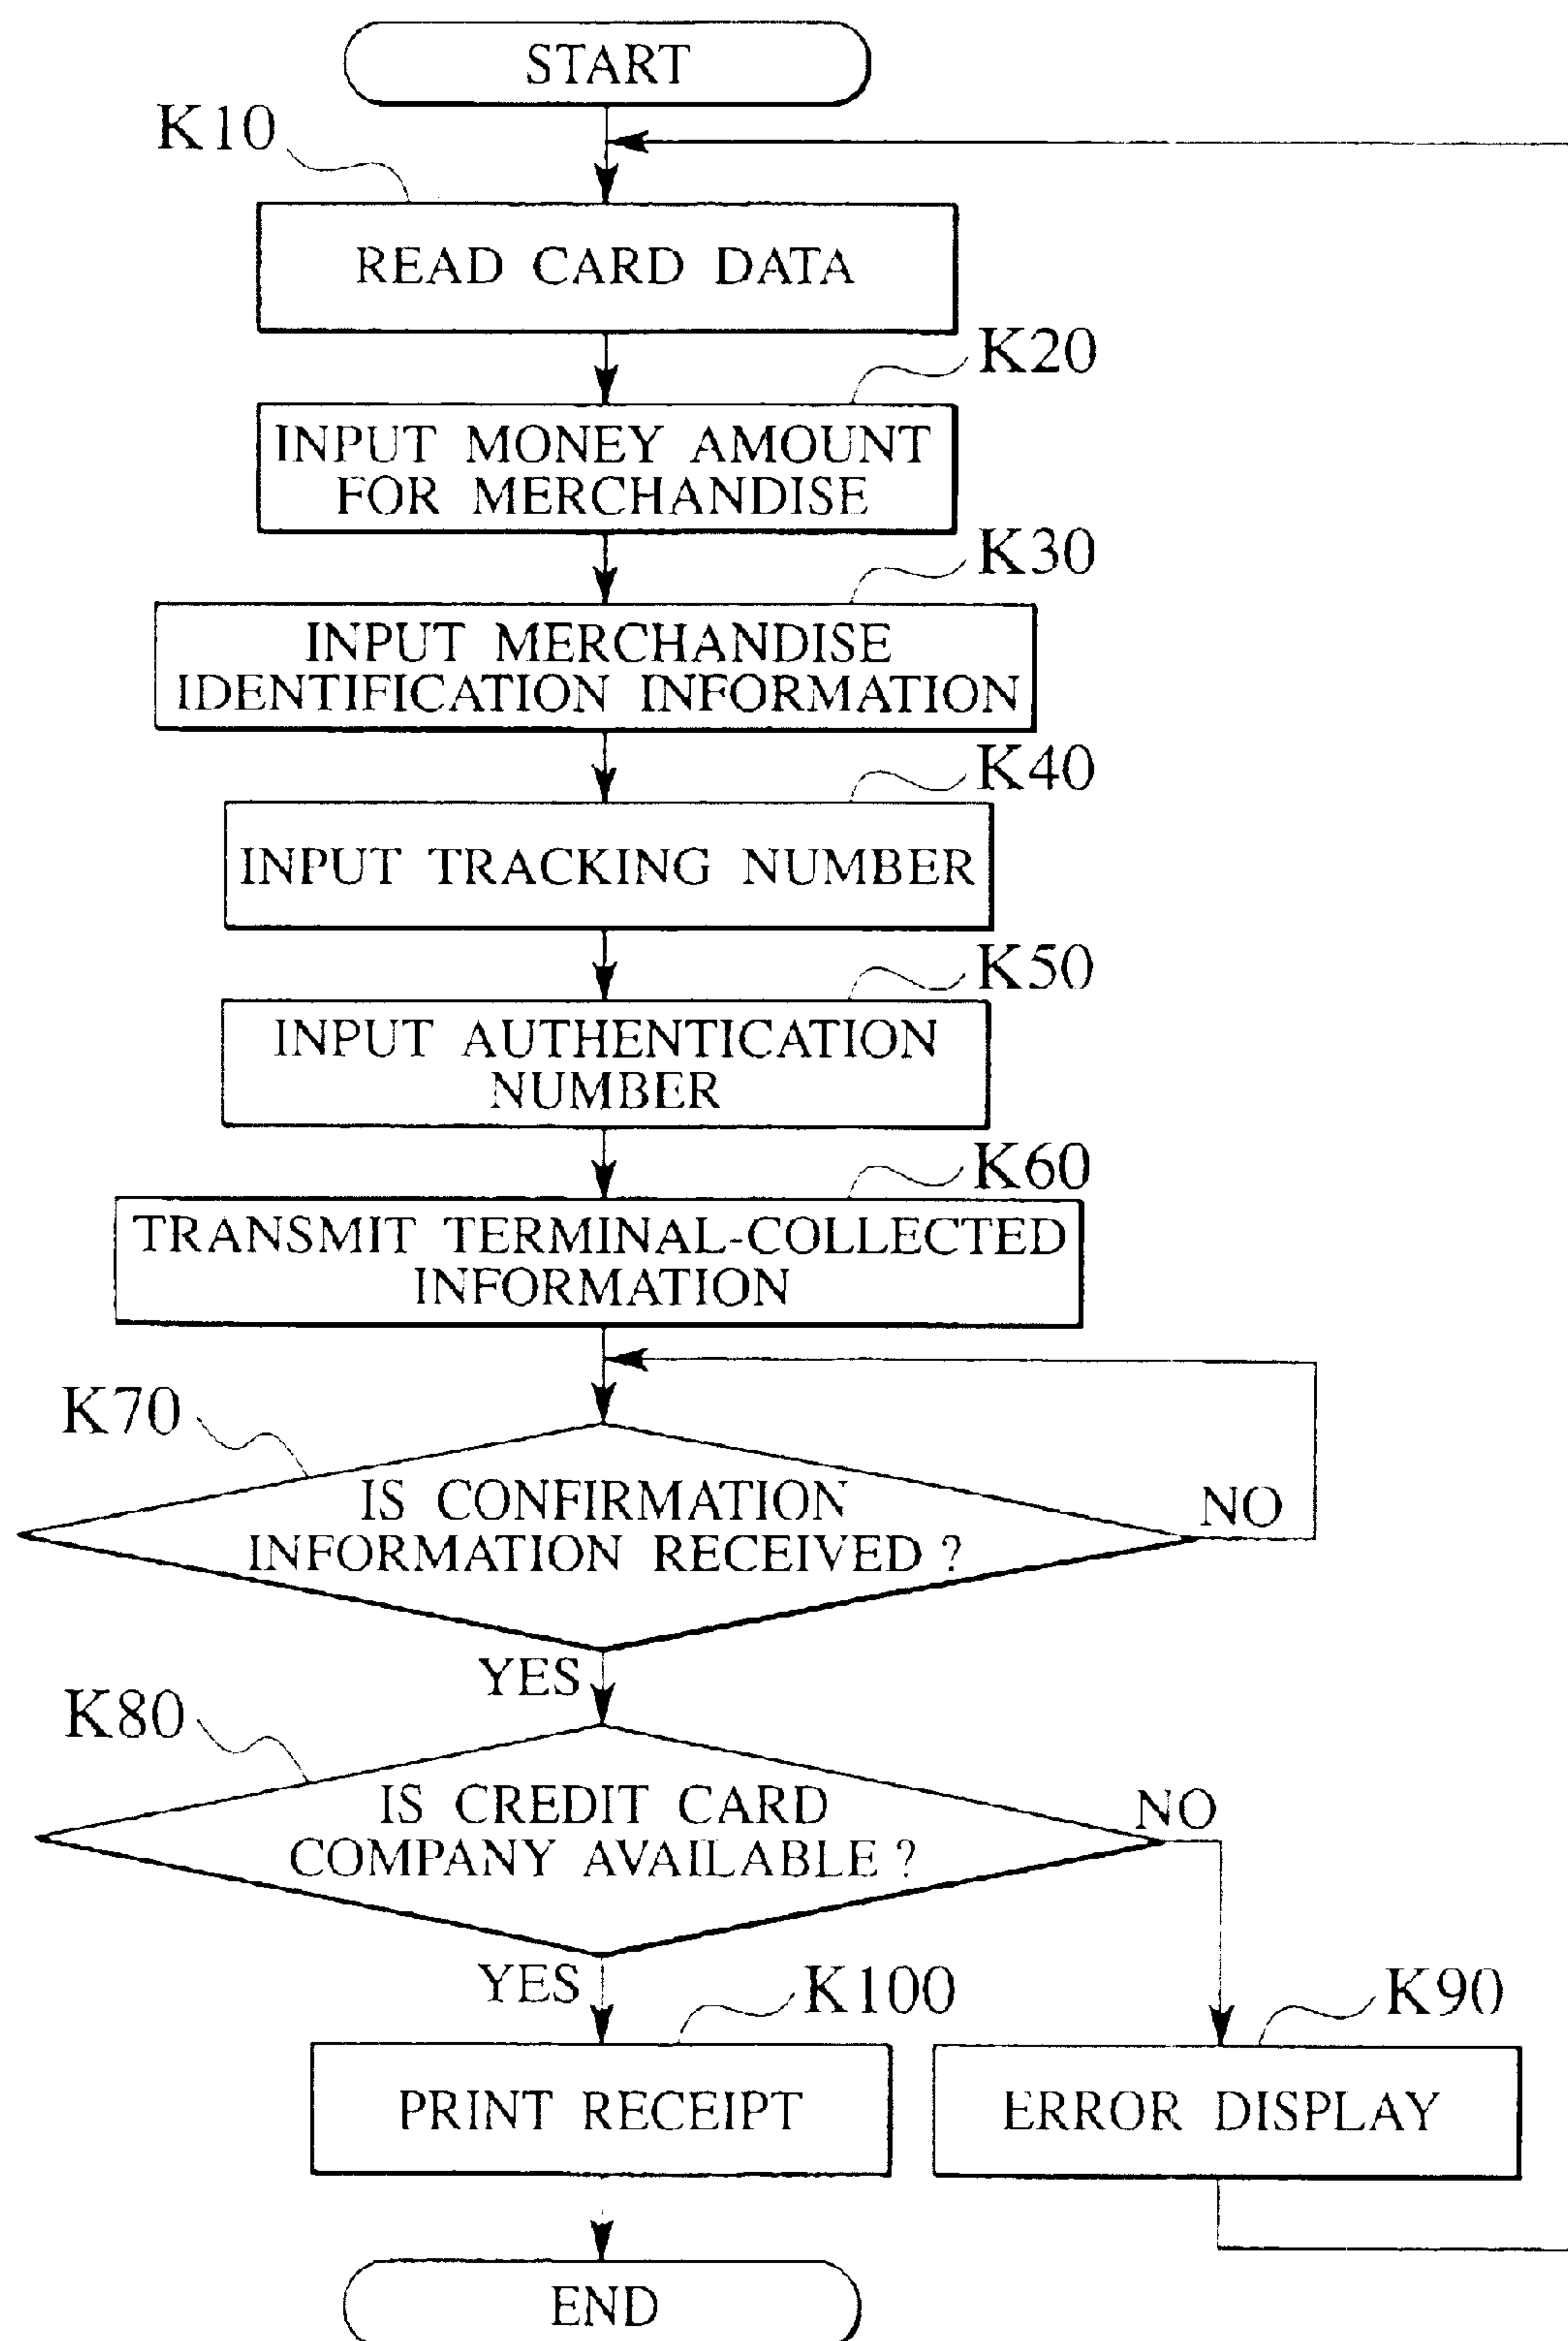 START
K10
READ CARD DATA
K20
INPUT MONEY AMOUNT
FOR MERCHANDISE
K30
INPUT MERCHANDISE
IDENTIFICATION INFORMATION
K40
INPUT TRACKING NUMBER
K50
INPUT AUTHENTICATION
NUMBER
K60
TRANSMIT TERMINAL-COLLECTED
INFORMATION
K70
IS CONFIRMATION
INFORMATION RECEIVED ?
NO
YES
K80
IS CREDIT CARD
COMPANY AVAILABLE ?
NO
YES
K100
PRINT RECEIPT
K90
ERROR DISPLAY
END